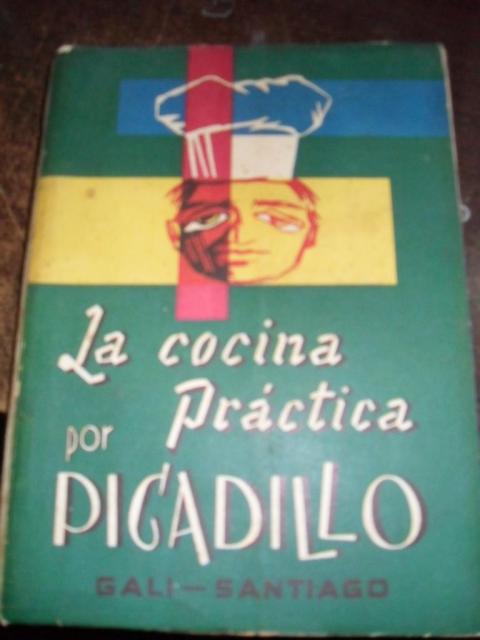 La cocina
Práctica
por
PICADILLO
GALI-SANTIAGO